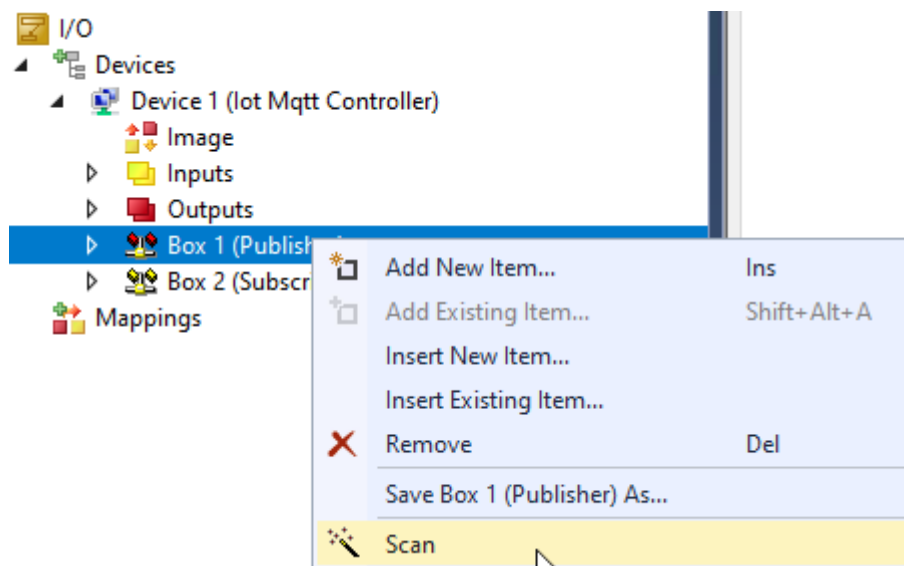 I/O
Devices
Device 1 (Iot Mqtt Controller)
Image
Inputs
Outputs
Box 1 (Publish
Box 2 (Subscri
Mappings
Add New Item... Ins
Add Existing Item... Shift+Alt+A
Insert New Item...
Insert Existing Item...
Remove Del
Save Box 1 (Publisher) As...
Scan